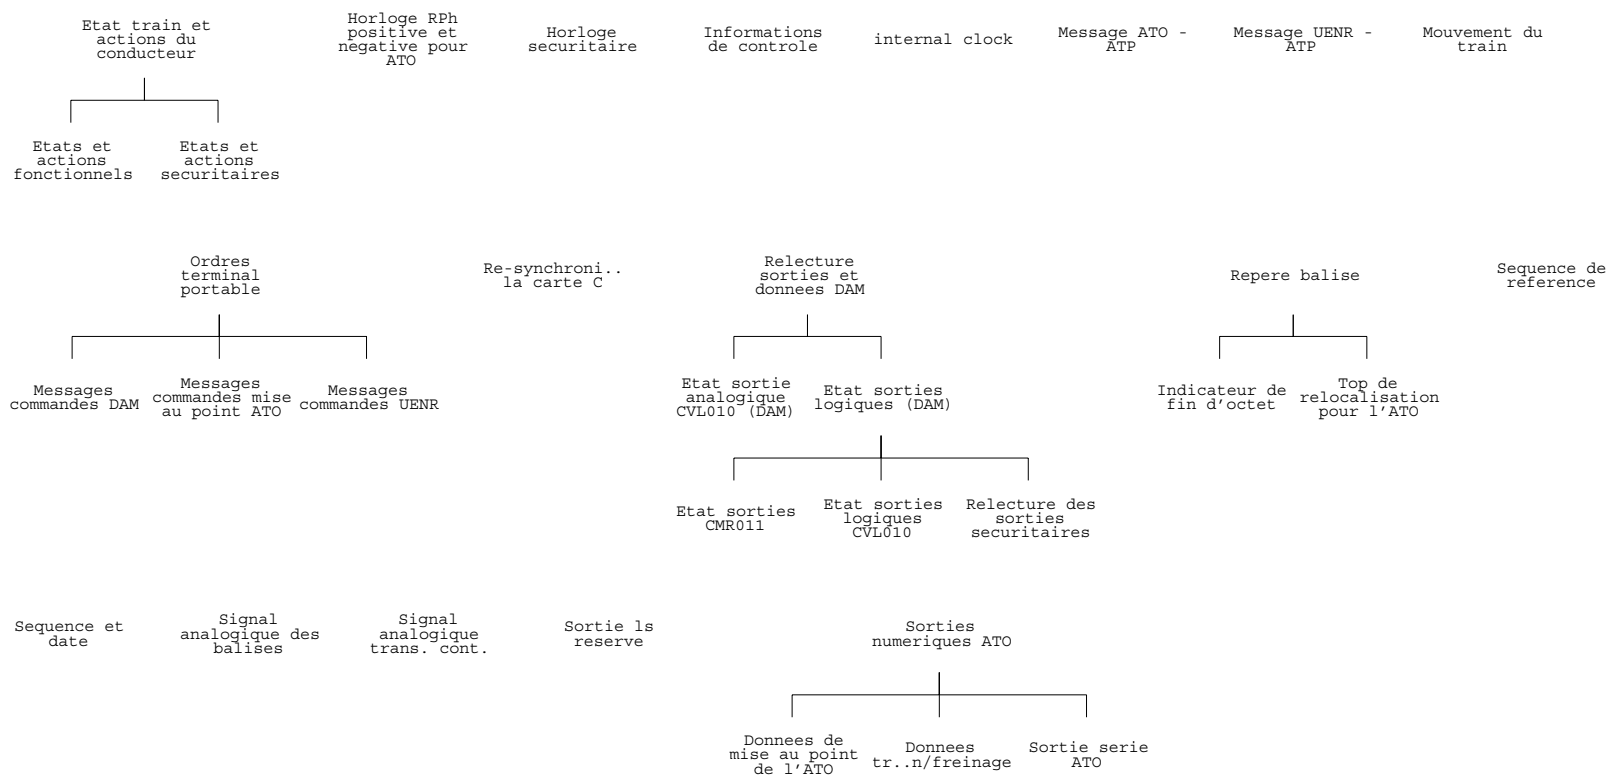 Etat train et
actions du
conducteur
Horloge RPh
positive et
negative pour
ATO
Horloge
securitaire
Informations
de controle
internal clock
Message ATO -
ATP
Message UENR -
ATP
Mouvement du
train
Etats et
actions
fonctionnels
Etats et
actions
securitaires
Ordres
terminal
portable
Re-synchroni..
la carte C
Relecture
sorties et
donnees DAM
Repere balise
Sequence de
reference
Messages
commandes DAM
Messages
commandes mise
au point ATO
Messages
commandes UENR
Etat sortie
analogique
CVL010 (DAM)
Etat sorties
logiques (DAM)
Indicateur de
fin d'octet
Top de
relocalisation
pour l'ATO
Etat sorties
CMR011
Etat sorties
logiques
CVL010
Relecture des
sorties
securitaires
Sequence et
date
Signal
analogique des
balises
Signal
analogique
trans. cont.
Sortie ls
reserve
Sorties
numeriques ATO
Donnees de
mise au point
de l'ATO
Donnees
tr..n/freinage
Sortie serie
ATO